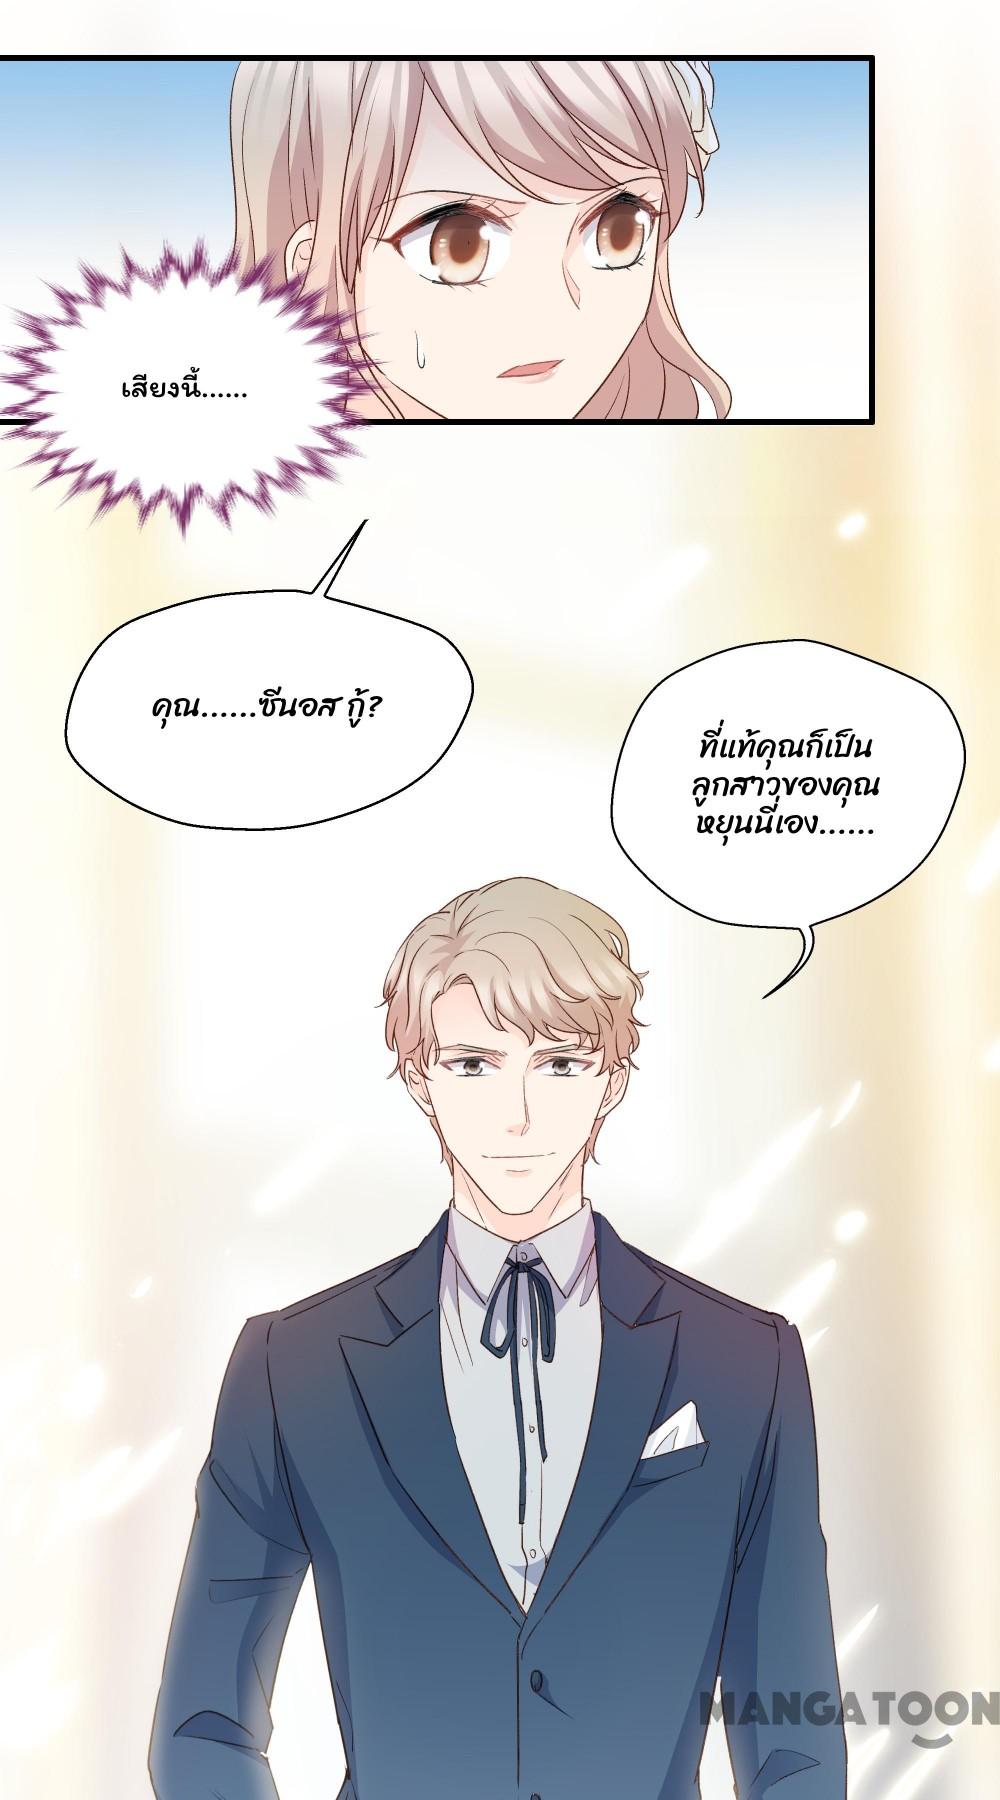 เสียงนี้......
คุณ......ซีนอส กู้?
ที่แท้คุณก็เป็น
ลูกสาวของคุณ
หยุนนี่เอง......
MANGATOON